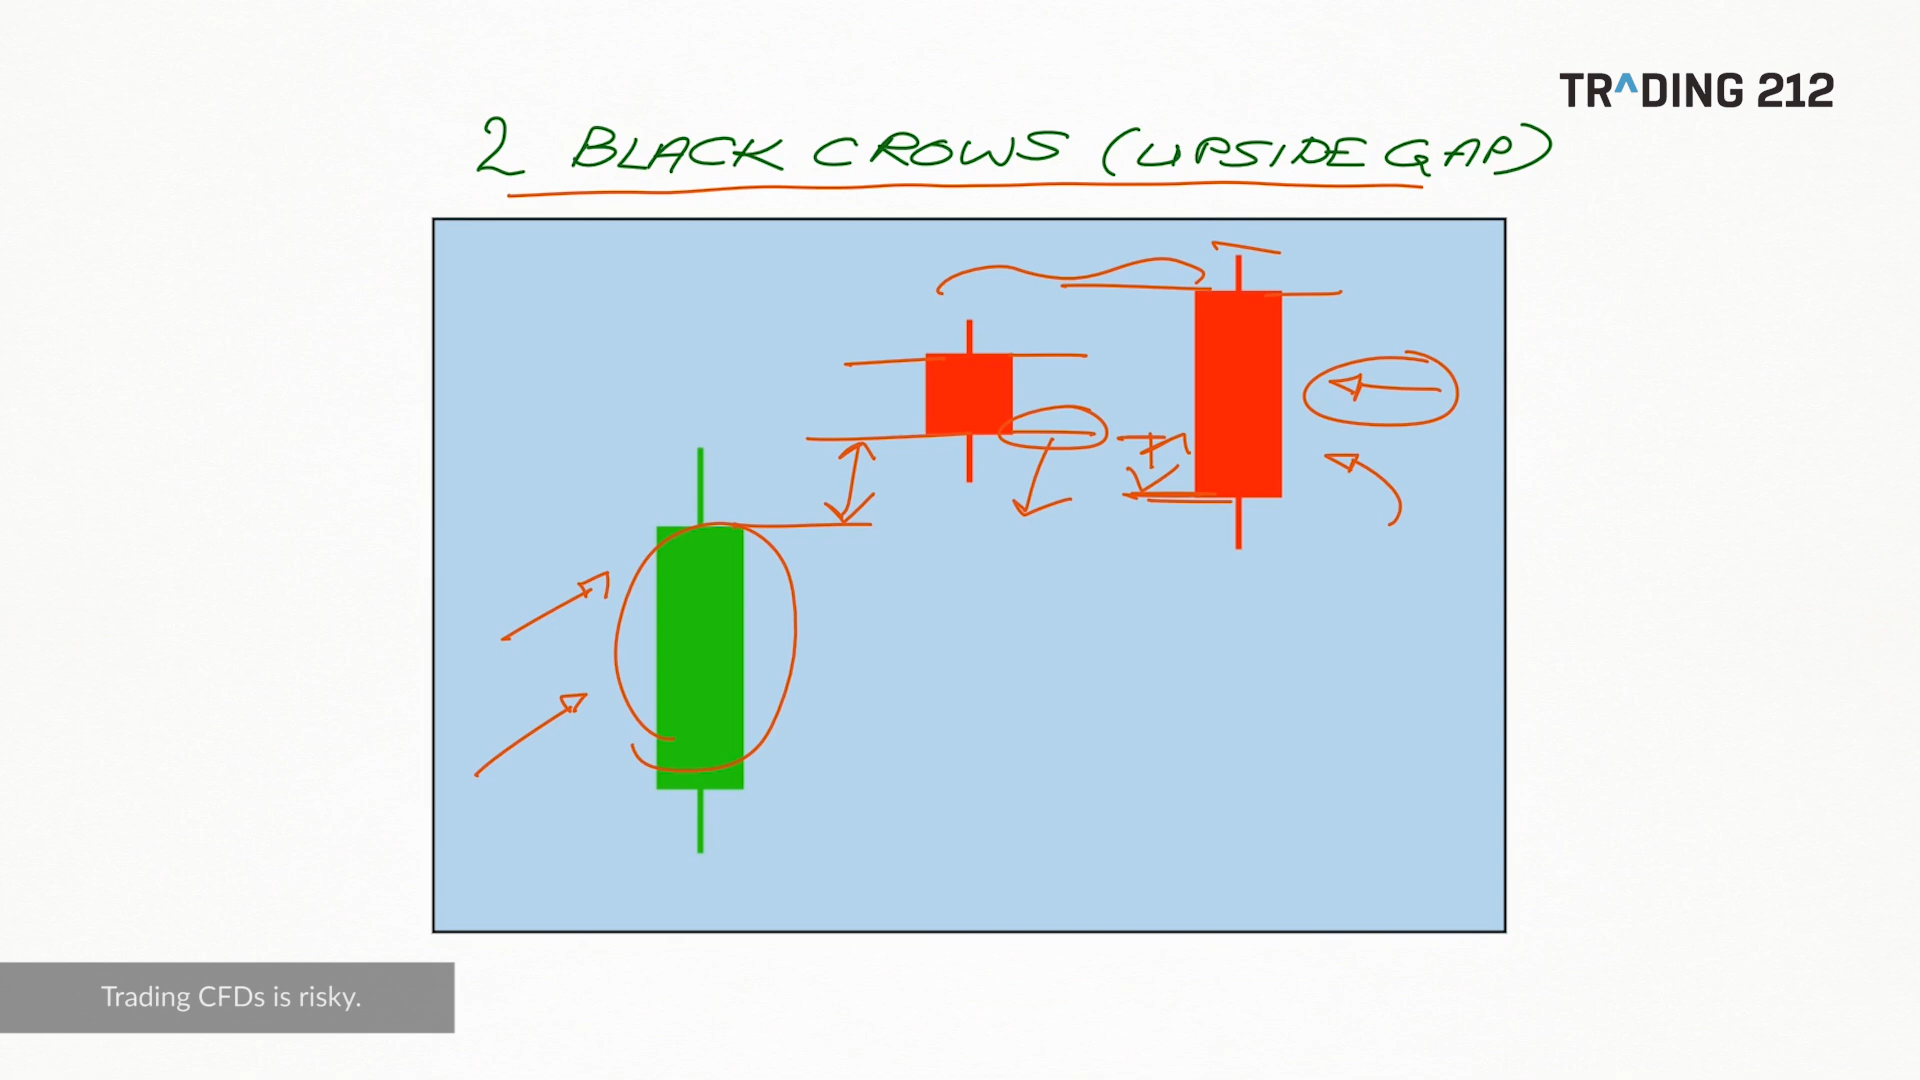 TRADING 212
2 BLACK CROWS (UPSIDE GAP)
Trading CFDs is risky.